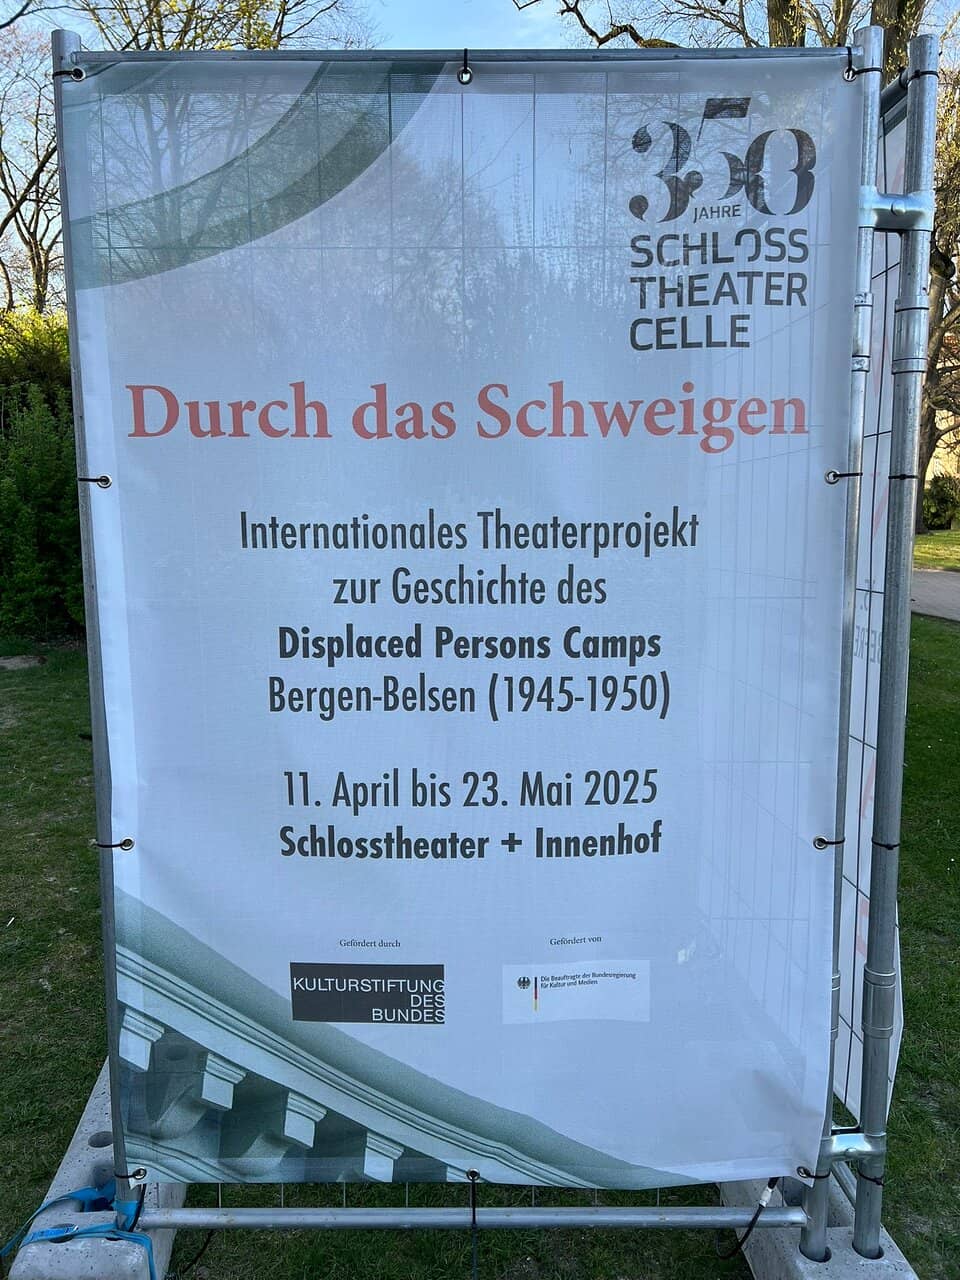 350
JAHRE
SCHLOSS
THEATER
CELLE
Durch das Schweigen
Internationales Theaterprojekt
zur Geschichte des
Displaced Persons Camps
Bergen-Belsen (1945-1950)
11. April bis 23. Mai 2025
Schlosstheater + Innenhof
Gefördert durch
KULTURSTIFTUNG
DES
BUNDES
Gefördert von
Die Beauftragte der Bundesregierung
für Kultur und Medien